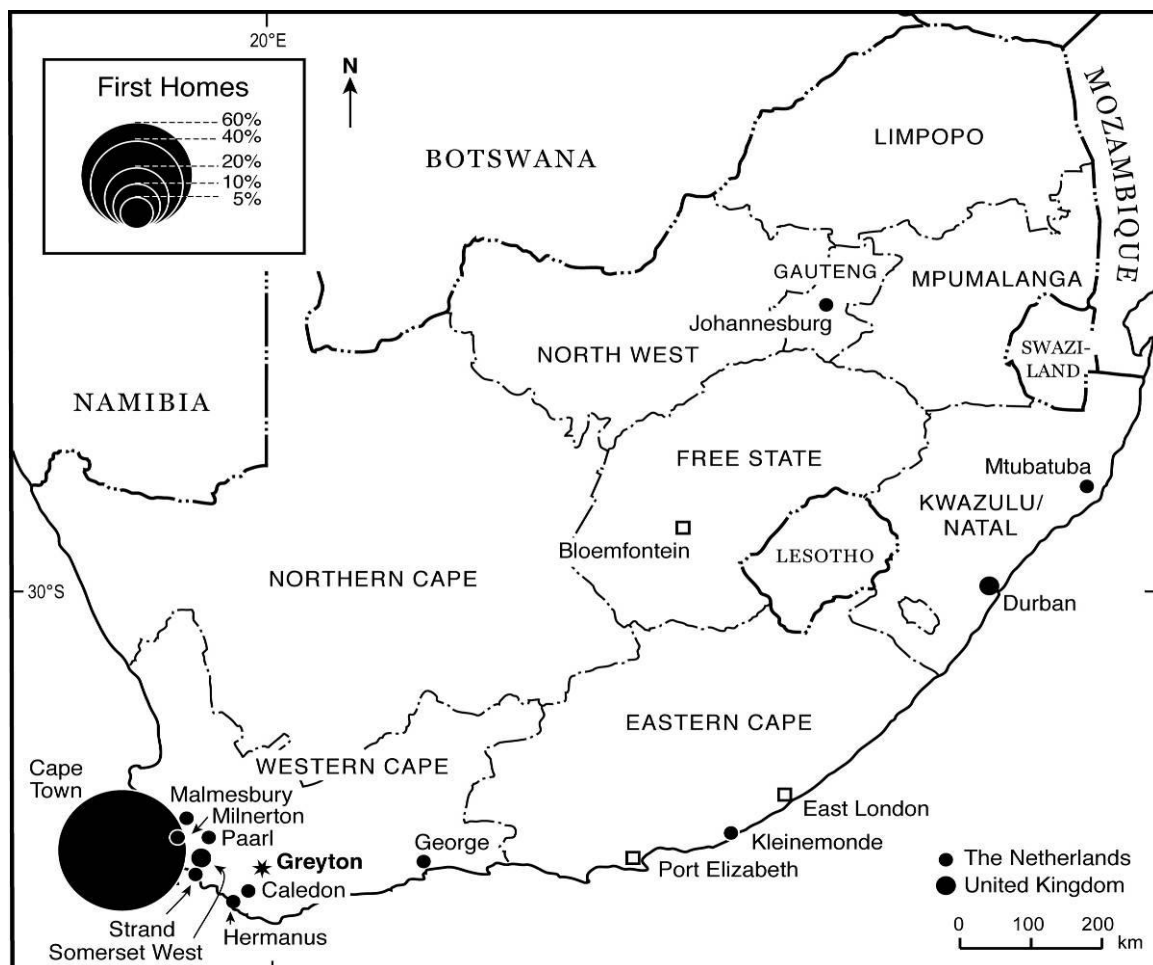 20°E
First Homes
60%
40%
20%
10%
5%
N
BOTSWANA
LIMPOPO
MOZAMBIQUE
GAUTENG
MPUMALANGA
Johannesburg
NORTH WEST
SWAZI-
LAND
NAMIBIA
FREE STATE
Mtubatuba
KWAZULU/
NATAL
Bloemfontein
LESOTHO
NORTHERN CAPE
30°S
Durban
EASTERN CAPE
WESTERN CAPE
Cape
Town
Malmesbury
Milnerton
Paarl
East London
George
Kleinemonde
Greyton
Port Elizabeth
The Netherlands
Caledon
United Kingdom
Strand
Somerset West
Hermanus
0 100 200
km